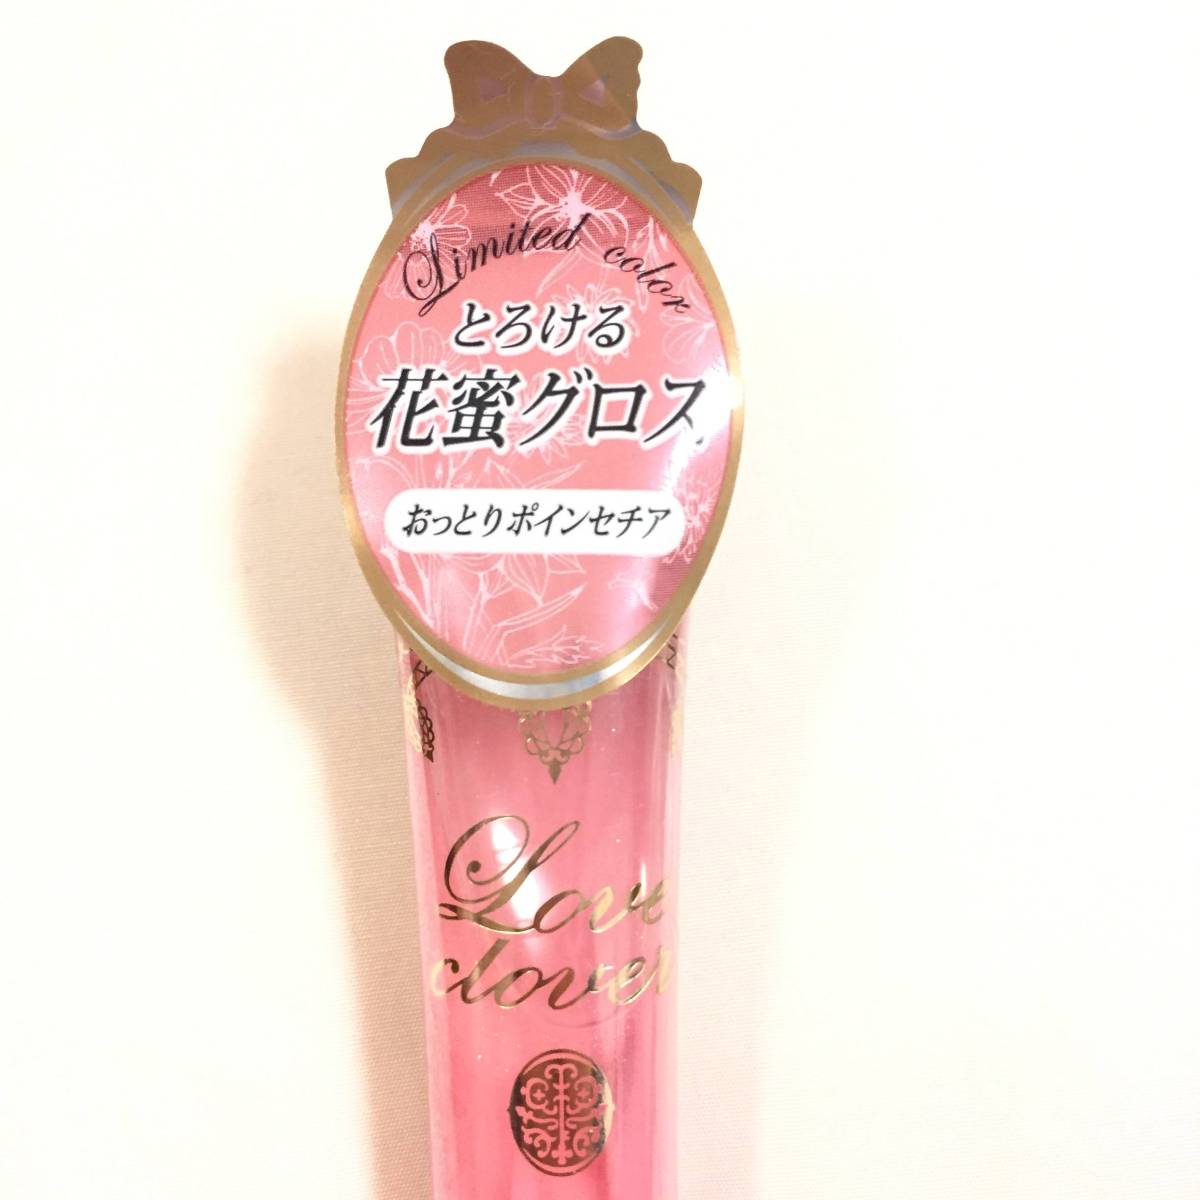 Limited color
とろける
花蜜グロス
おっとりポインセチア
Love
clover